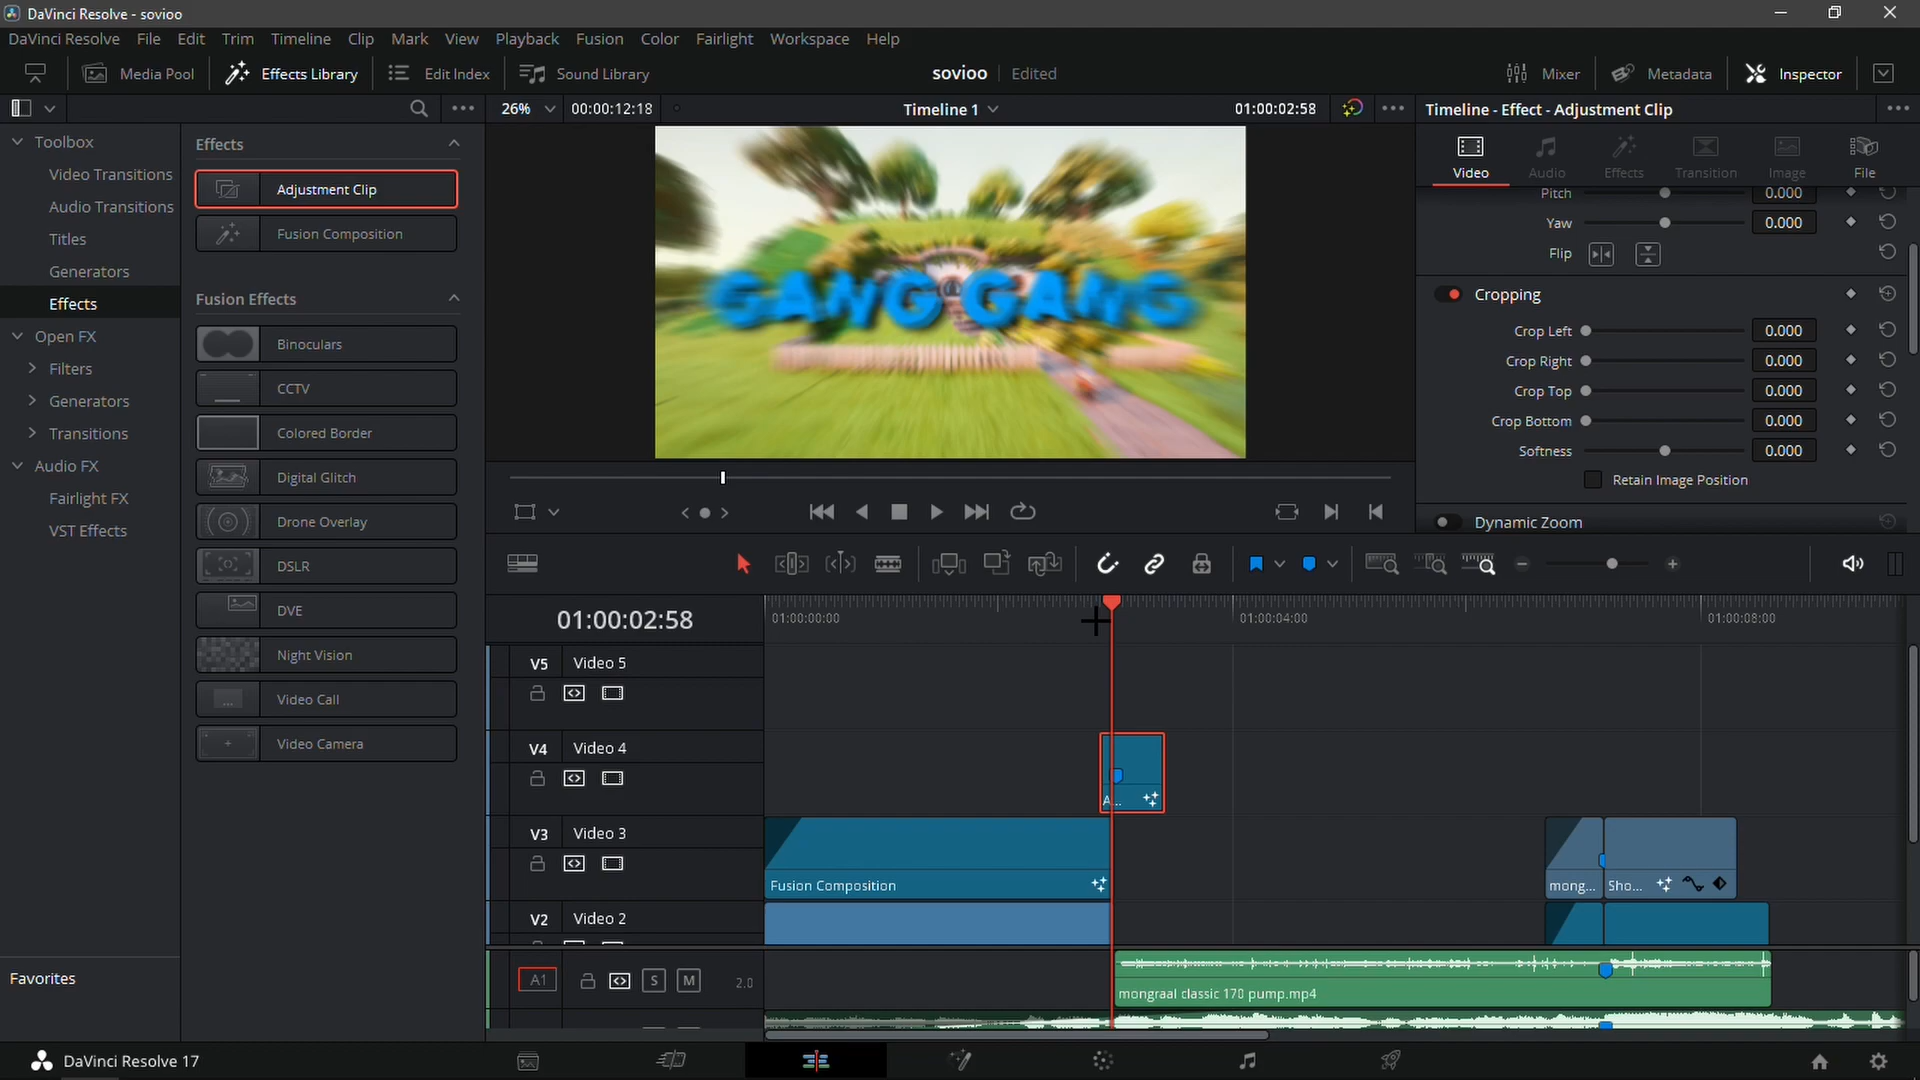 DaVinci Resolve - sovioo
DaVinci Resolve File Edit Trim Timeline Clip Mark View Playback Fusion Color Fairlight Workspace Help
Media Pool Effects Library Edit Index Sound Library sovioo Edited Mixer Metadata Inspector
26% 00:00:12:18 Timeline 1 01:00:02:58 Timeline - Effect - Adjustment Clip
Toolbox
Video Transitions
Audio Transitions
Titles
Generators
Effects
Open FX
Filters
Generators
Transitions
Audio FX
Fairlight FX
VST Effects
Favorites
Effects
Adjustment Clip
Fusion Composition
Fusion Effects
Binoculars
CCTV
Colored Border
Digital Glitch
Drone Overlay
DSLR
DVE
Night Vision
Video Call
Video Camera
GANG GANG
Video Audio Effects Transition Image File
Pitch 0.000
Yaw 0.000
Flip
Cropping
Crop Left 0.000
Crop Right 0.000
Crop Top 0.000
Crop Bottom 0.000
Softness 0.000
Retain Image Position
Dynamic Zoom
01:00:02:58 01:00:00:00 01:00:04:00 01:00:08:00
V5 Video 5
V4 Video 4
A...
V3 Video 3
Fusion Composition mong... Sho...
V2 Video 2
A1 S M 2.0
mongraal classic 170 pump.mp4
DaVinci Resolve 17